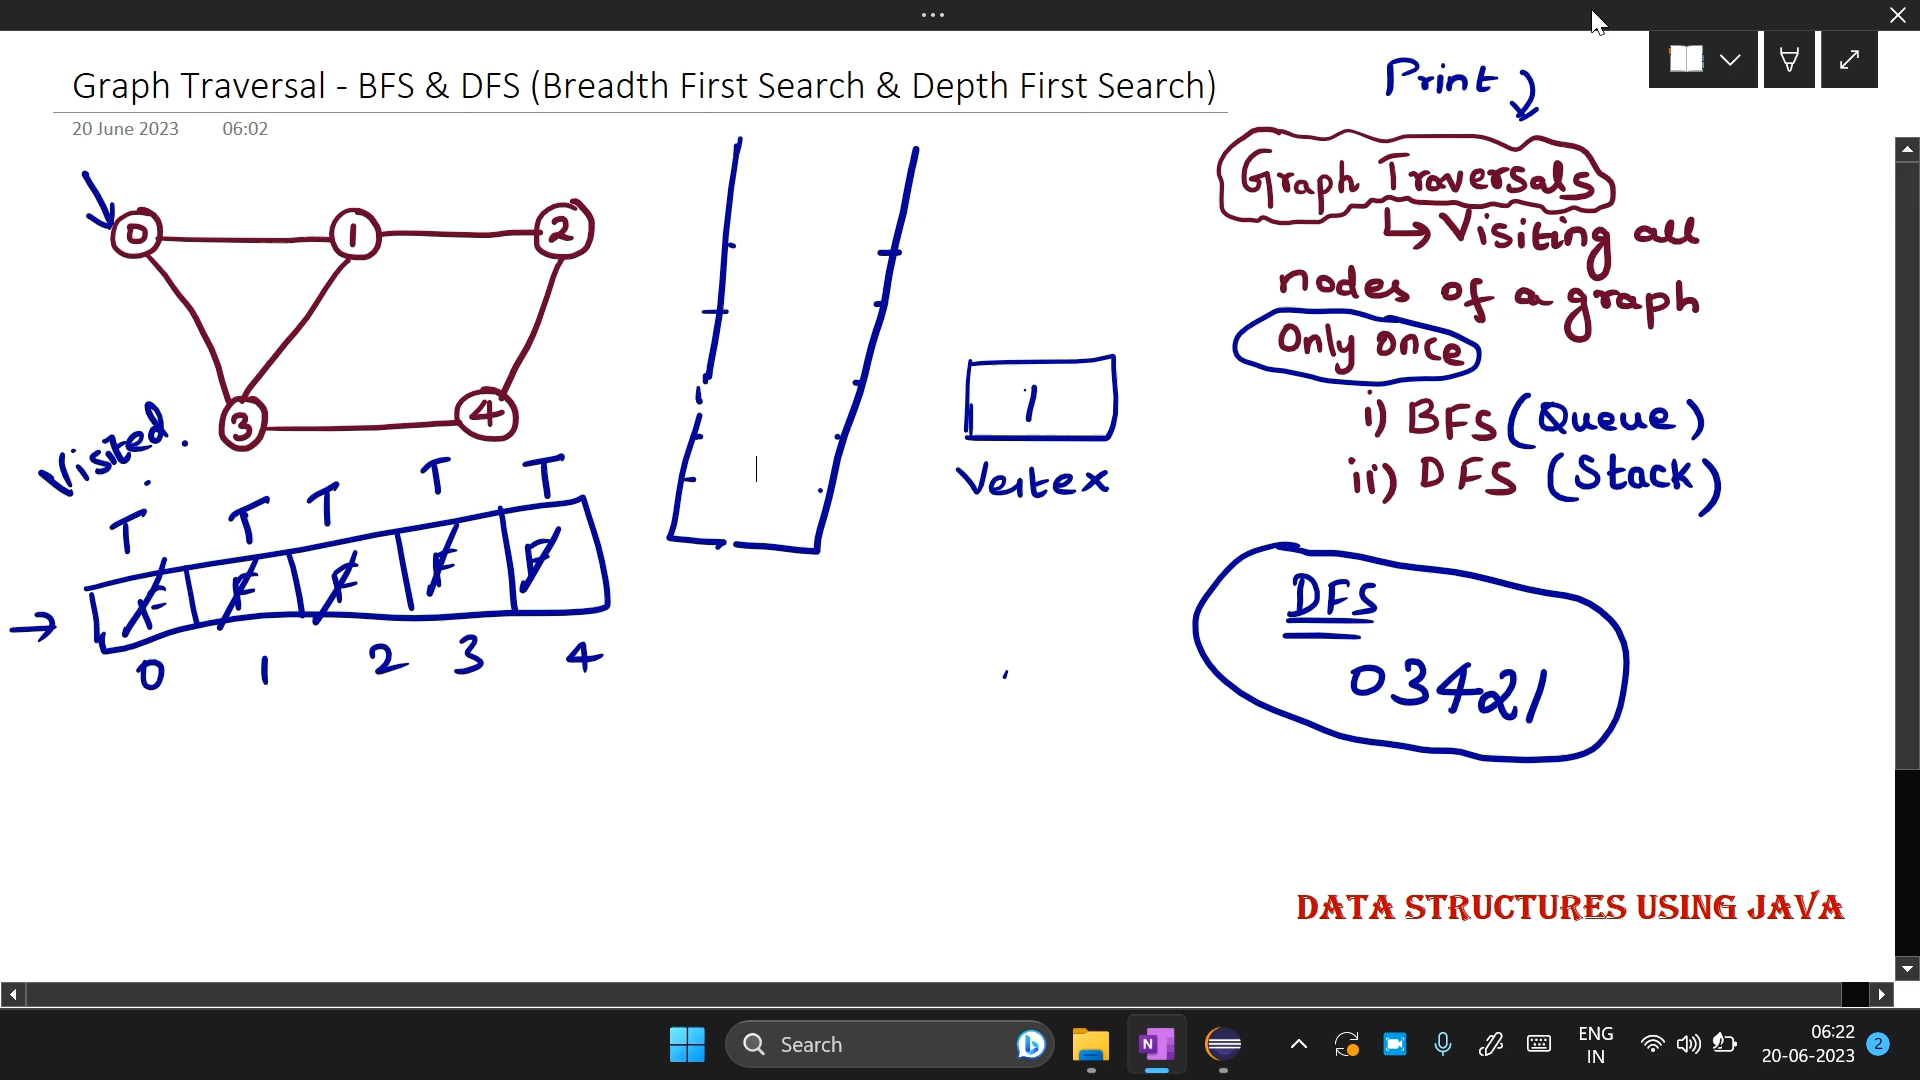 Graph Traversal - BFS & DFS (Breadth First Search & Depth First Search)
20 June 2023 06:02
Print
Graph Traversals
Visiting all
nodes of a graph
Only once
i) BFS (Queue)
ii) DFS (Stack)
0 1 2
3 4
Visited.
T T T T T
F F F F F
0 1 2 3 4
1
Vertex
DFS
03421
DATA STRUCTURES USING JAVA
Search
ENG
IN
06:22
20-06-2023
2